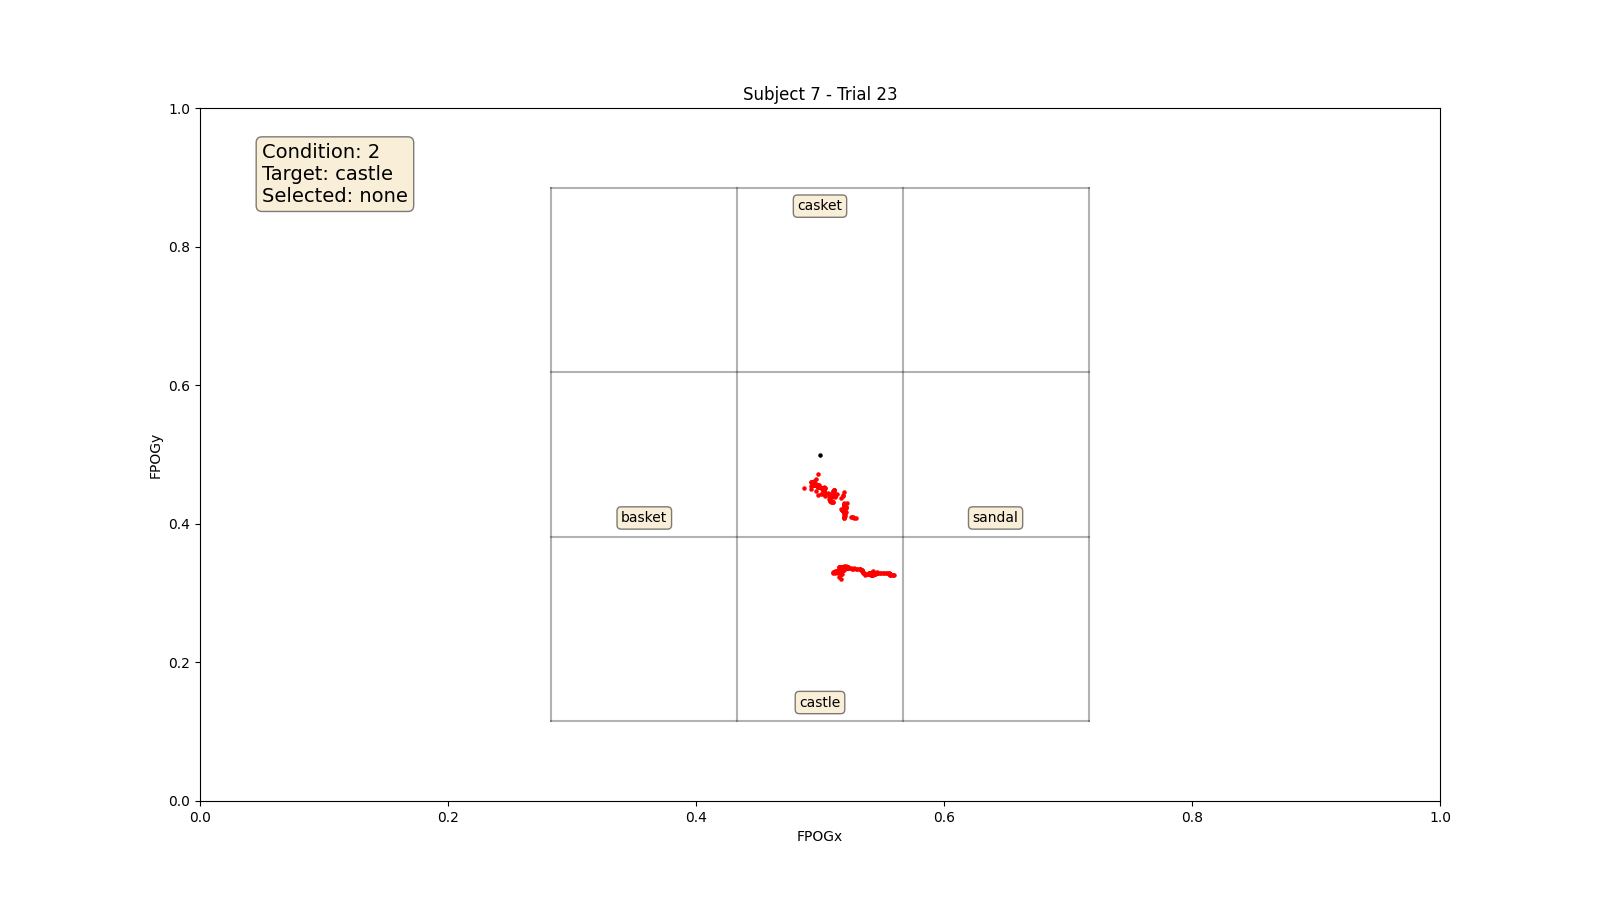 Subject 7 - Trial 23
1.0
Condition: 2
Target: castle
Selected: none
casket
0.8
0.6
FPOGy
basket
sandal
0.4
0.2
castle
0.0
0.0 0.2 0.4 0.6 0.8 1.0
FPOGx